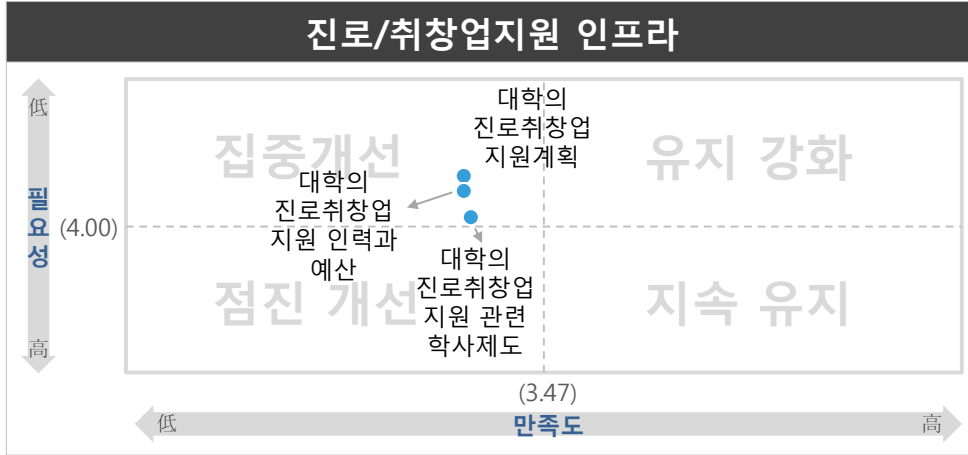 진로/취창업지원 인프라
低
필
요
성
(4.00)
高
집중개선
유지 강화
점진 개선
지속 유지
대학의
진로취창업
지원계획
대학의
진로취창업
지원 인력과
예산
대학의
진로취창업
지원 관련
학사제도
(3.47)
低
만족도
高